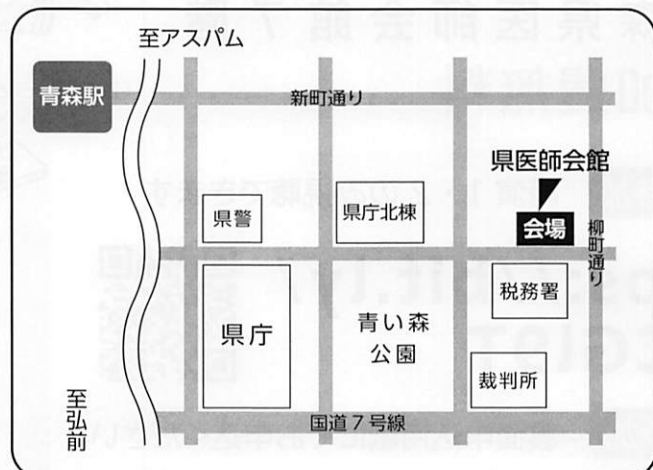 至アスパム
青森駅
新町通り
県医師会館
県警
県庁北棟
会場
柳町通り
税務署
県庁
青い森
公園
裁判所
至弘前
国道7号線